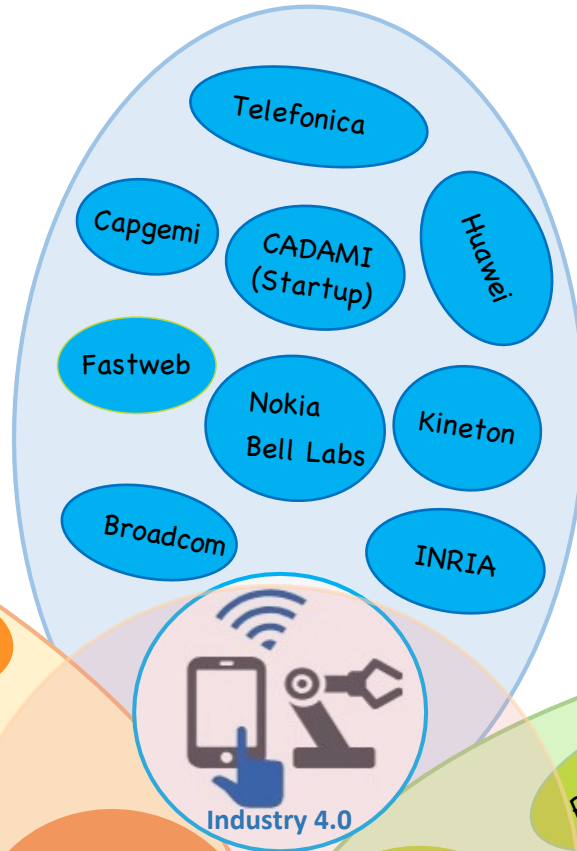 Telefonica
Capgemi
CADAMI
(Startup)
Huawei
Fastweb
Nokia
Bell Labs
Kineton
Broadcom
INRIA
Industry 4.0